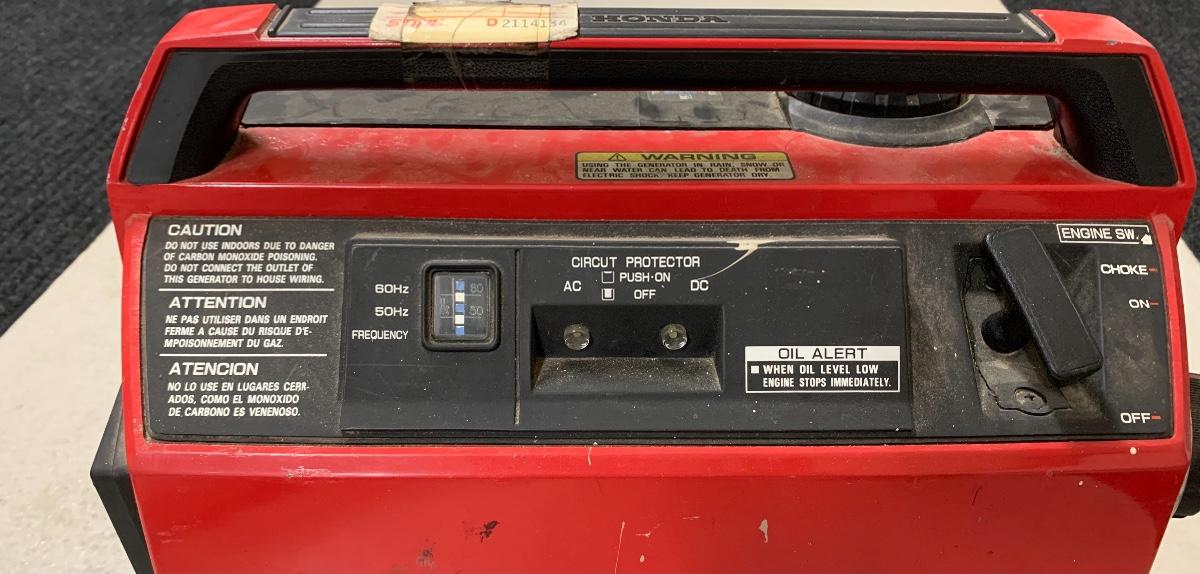 D 2114134
HONDA
WARNING
USING THE GENERATOR IN RAIN, SNOW OR
NEAR WATER CAN LEAD TO DEATH FROM
ELECTRIC SHOCK. KEEP GENERATOR DRY.
CAUTION
DO NOT USE INDOORS DUE TO DANGER
OF CARBON MONOXIDE POISONING.
DO NOT CONNECT THE OUTLET OF
THIS GENERATOR TO HOUSE WIRING.
ATTENTION
NE PAS UTILISER DANS UN ENDROIT
FERME A CAUSE DU RISQUE D'E-
MPOISONNEMENT DU GAZ.
ATENCION
NO LO USE EN LUGARES CERR-
ADOS, COMO EL MONOXIDO
DE CARBONO ES VENENOSO.
60Hz
50Hz
FREQUENCY
60
50
CIRCUT PROTECTOR
AC PUSH·ON DC
OFF
OIL ALERT
WHEN OIL LEVEL LOW
ENGINE STOPS IMMEDIATELY.
ENGINE SW.
CHOKE
ON
OFF